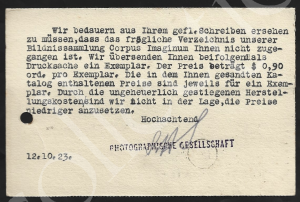 Wir bedauern aus Ihrem gefl. Schreiben ersehen
zu müssen, dass das fragliche Verzeichnis unserer
Bildnissammlung Corpus Imaginum Ihnen nicht zuge-
gangen ist. Wir übersenden Ihnen beifolgend als
Drucksache ein Exemplar. Der Preis beträgt $ 0,90
ord. pro Exemplar. Die in dem Ihnen gesandten Ka-
talog enthaltenen Preise sind jeweils für ein Exem-
plar. Durch die ungeheuerlich gestiegenen Herstel-
lungskosten sind wir nicht in der Lage, die Preise
niedriger anzusetzen.
Hochachtend
PHOTOGRAPHISCHE GESELLSCHAFT
12.10.23.